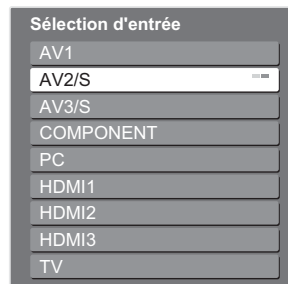 Sélection d'entrée
AV1
AV2/S
AV3/S
COMPONENT
PC
HDMI1
HDMI2
HDMI3
TV